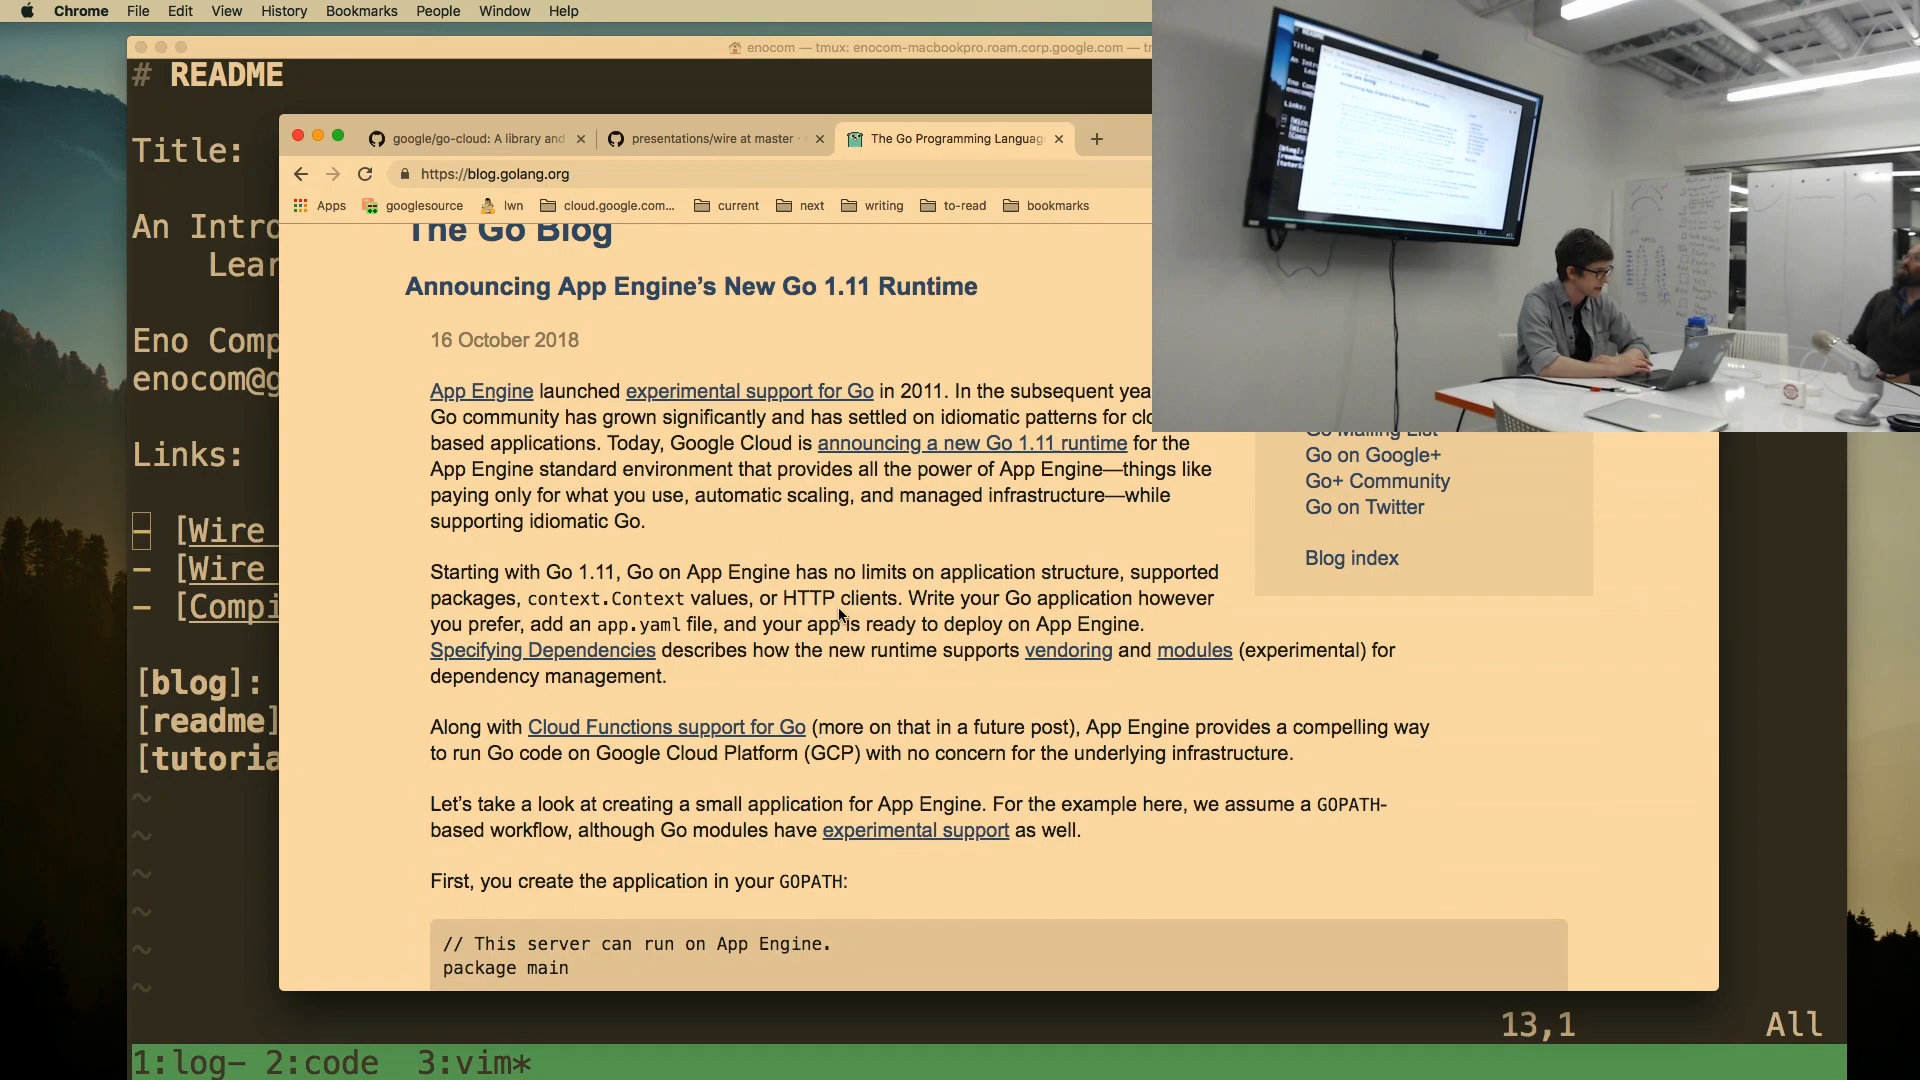 Chrome File Edit View History Bookmarks People Window Help
enocom — tmux: enocom-macbookpro.roam.corp.google.com —
# README
google/go-cloud: A library and
presentations/wire at master ·
The Go Programming Language
Title:
https://blog.golang.org
Apps googlesource lwn cloud.google.com... current next writing to-read bookmarks
An Intro
The Go Blog
Lear
Announcing App Engine’s New Go 1.11 Runtime
16 October 2018
Eno Comp
enocom@g
App Engine launched experimental support for Go in 2011. In the subsequent yea
Go community has grown significantly and has settled on idiomatic patterns for clo
based applications. Today, Google Cloud is announcing a new Go 1.11 runtime for the
App Engine standard environment that provides all the power of App Engine—things like
paying only for what you use, automatic scaling, and managed infrastructure—while
supporting idiomatic Go.
Go Mailing List
Go on Google+
Go+ Community
Go on Twitter
Blog index
Links:
– [Wire
– [Wire
– [Compi
Starting with Go 1.11, Go on App Engine has no limits on application structure, supported
packages, context.Context values, or HTTP clients. Write your Go application however
you prefer, add an app.yaml file, and your app is ready to deploy on App Engine.
Specifying Dependencies describes how the new runtime supports vendoring and modules (experimental) for
dependency management.
[blog]:
[readme]
[tutoria
Along with Cloud Functions support for Go (more on that in a future post), App Engine provides a compelling way
to run Go code on Google Cloud Platform (GCP) with no concern for the underlying infrastructure.
Let’s take a look at creating a small application for App Engine. For the example here, we assume a GOPATH-
based workflow, although Go modules have experimental support as well.
First, you create the application in your GOPATH:
// This server can run on App Engine.
package main
~
~
~
~
~
~
13,1 All
1:log- 2:code 3:vim*